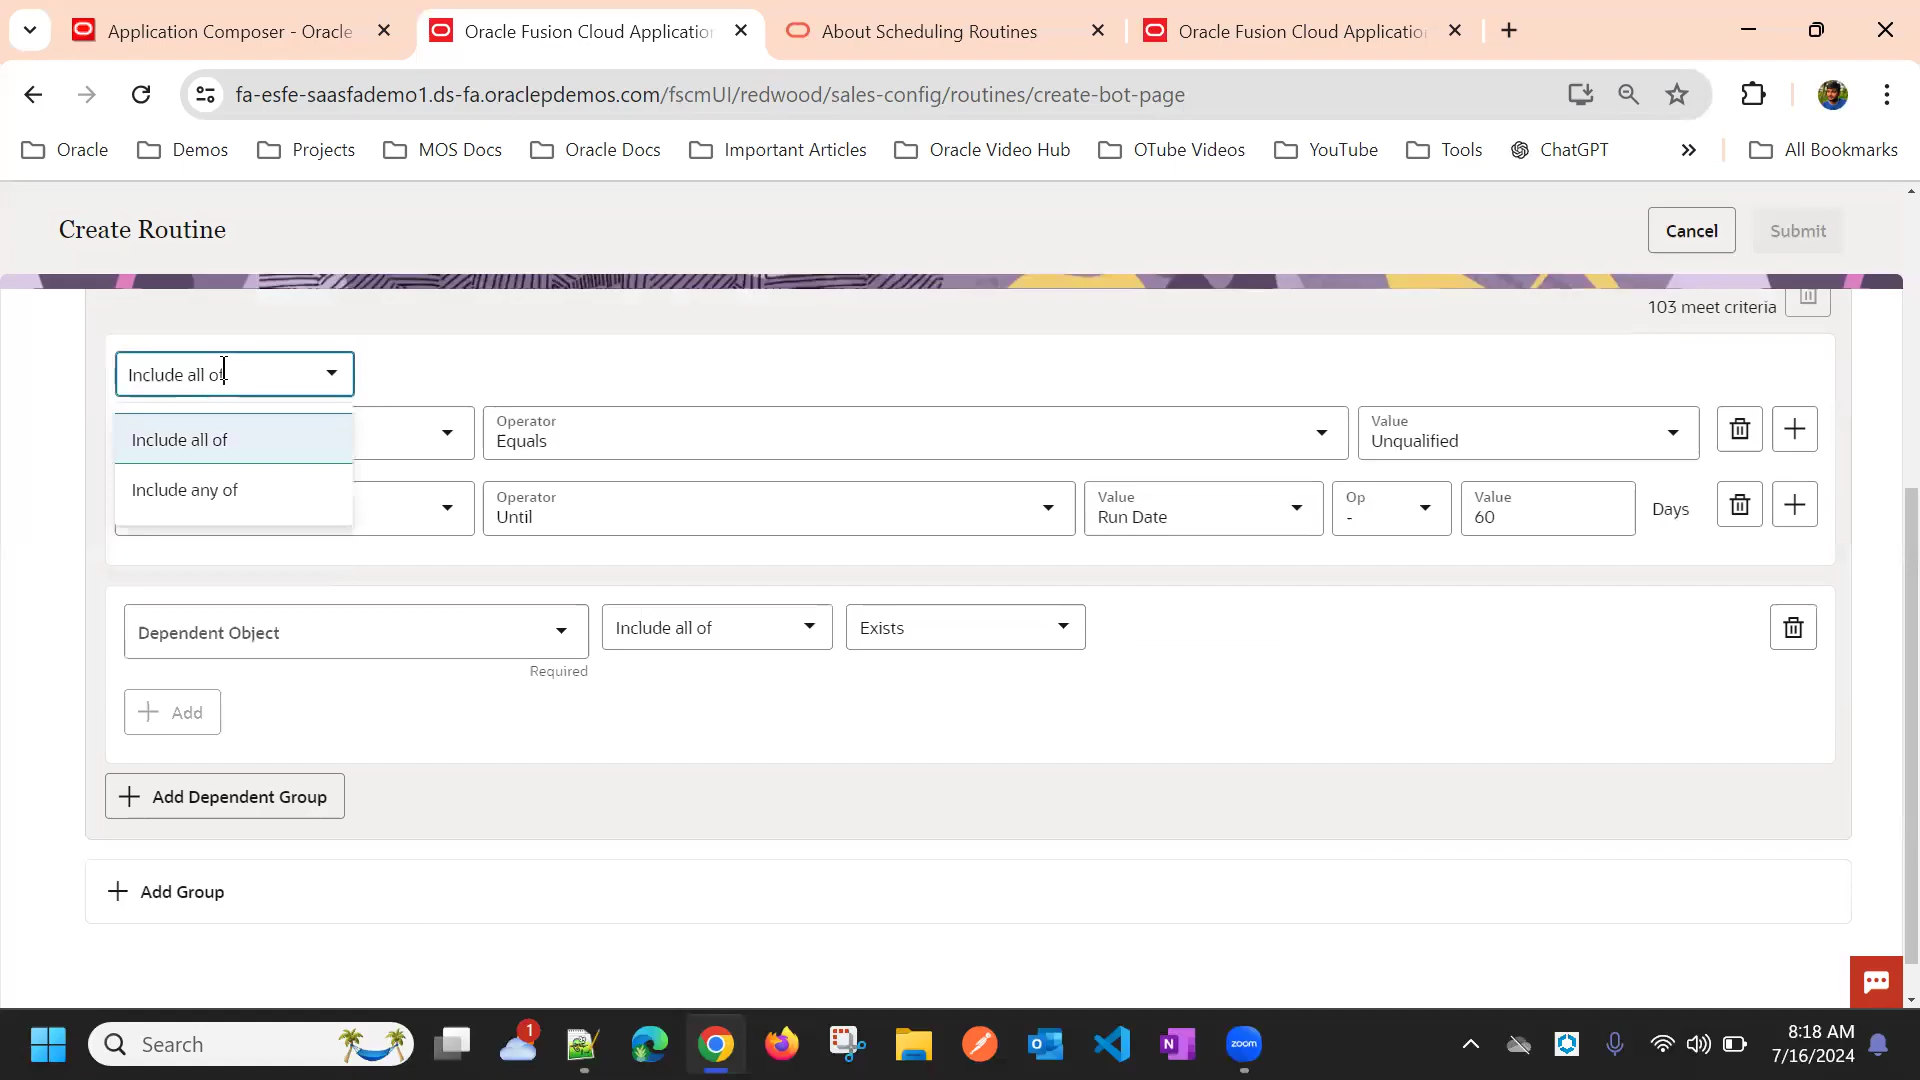 Application Composer - Oracle
Oracle Fusion Cloud Applicatio
About Scheduling Routines
Oracle Fusion Cloud Applicatio
fa-esfe-saasfademo1.ds-fa.oraclepdemos.com/fscmUI/redwood/sales-config/routines/create-bot-page
Oracle
Demos
Projects
MOS Docs
Oracle Docs
Important Articles
Oracle Video Hub
OTube Videos
YouTube
Tools
ChatGPT
All Bookmarks
Create Routine
Cancel
Submit
103 meet criteria
Include all of
Include all of
Include any of
Operator
Equals
Value
Unqualified
Operator
Until
Value
Run Date
Op
-
Value
60
Days
Dependent Object
Required
Include all of
Exists
Add
Add Dependent Group
Add Group
Search
1
zoom
8:18 AM
7/16/2024